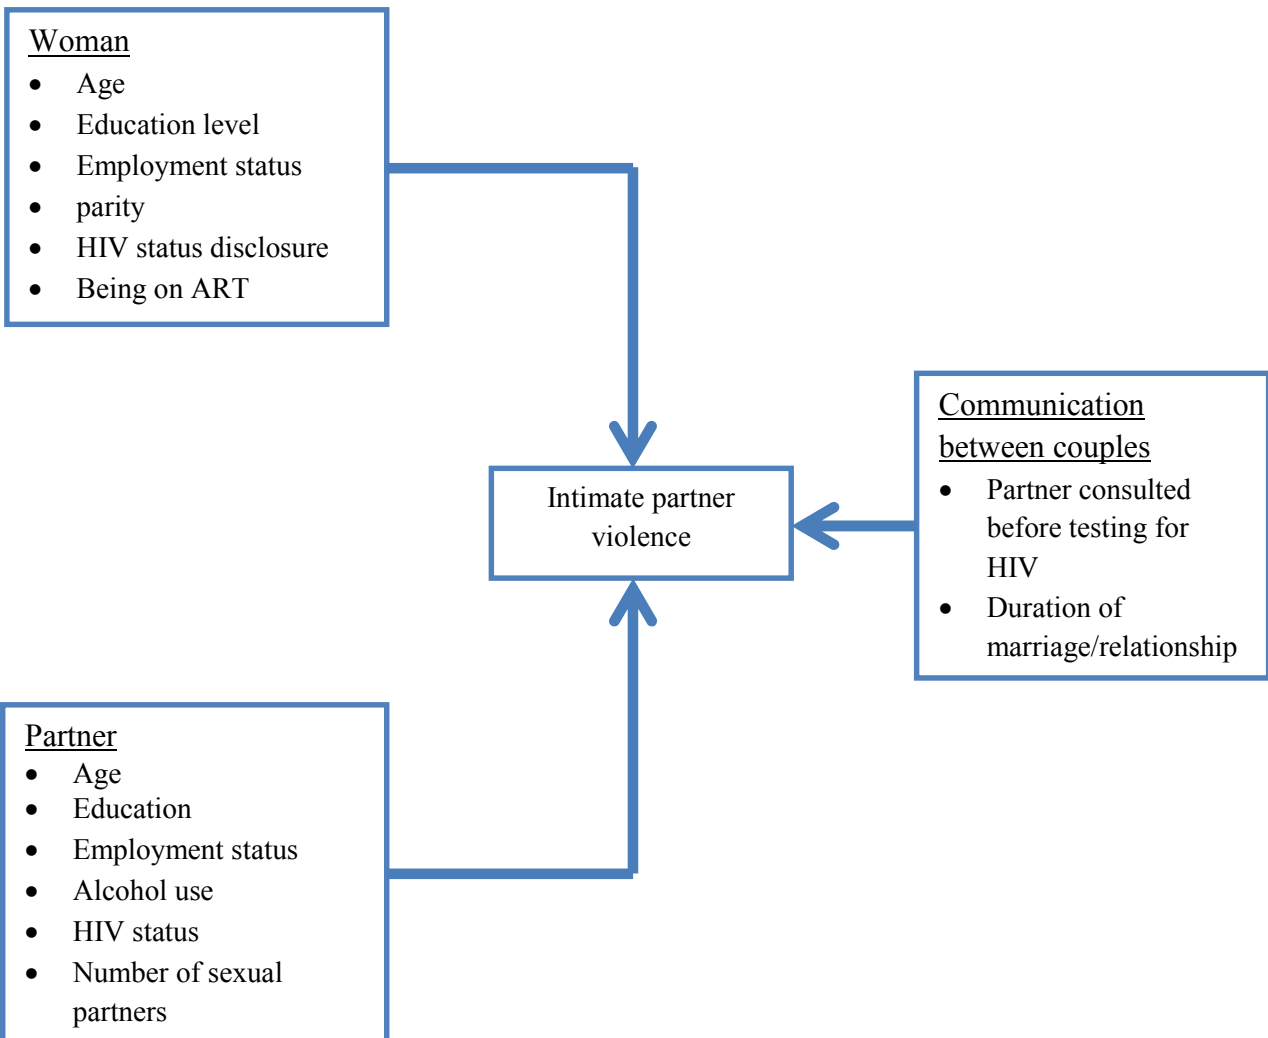 Woman
• Age
• Education level
• Employment status
• parity
• HIV status disclosure
• Being on ART
Communication
between couples
• Partner consulted
before testing for
HIV
• Duration of
marriage/relationship
Intimate partner
violence
Partner
• Age
• Education
• Employment status
• Alcohol use
• HIV status
• Number of sexual
partners